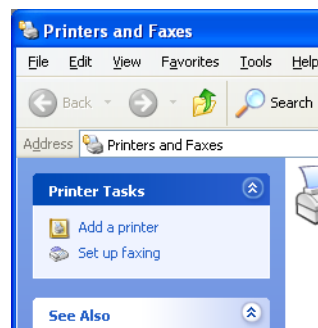 Printers and Faxes
File Edit View Favorites Tools Help
Back Search
Address Printers and Faxes
Printer Tasks
Add a printer
Set up faxing
See Also